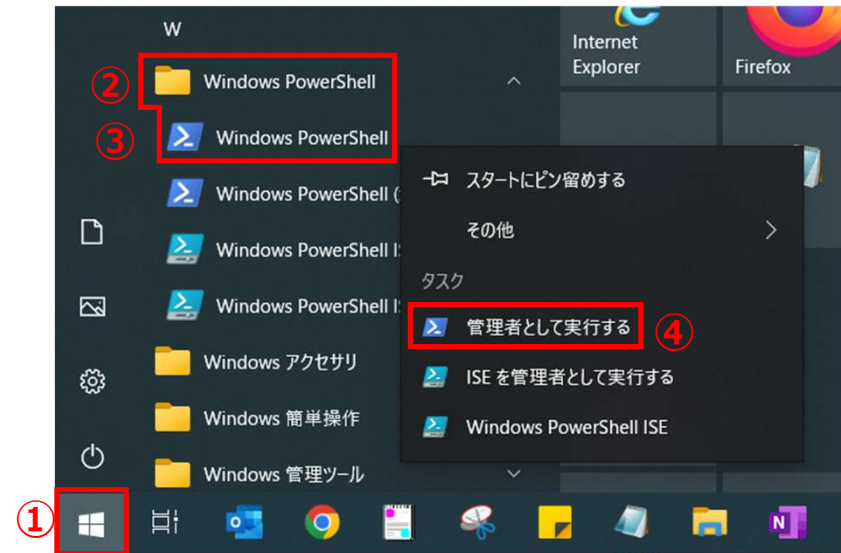 W
② Windows PowerShell
③ Windows PowerShell
Windows PowerShell (
Windows PowerShell I
Windows PowerShell I
Windows アクセサリ
Windows 簡単操作
Windows 管理ツール
Internet
Explorer
Firefox
スタートにピン留めする
その他
タスク
管理者として実行する ④
ISE を管理者として実行する
Windows PowerShell ISE
①
N